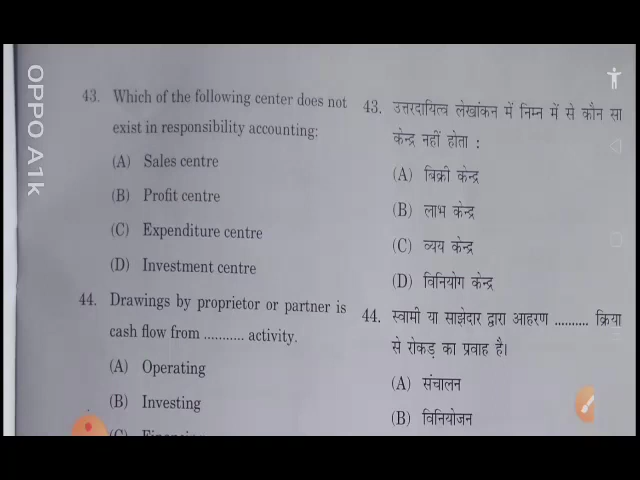 OPPO A1k
43. Which of the following center does not
exist in responsibility accounting:
(A) Sales centre
(B) Profit centre
(C) Expenditure centre
(D) Investment centre
44. Drawings by proprietor or partner is
cash flow from ........... activity.
(A) Operating
(B) Investing
(C) Financing
43. उत्तरदायित्व लेखांकन में निम्न में से कौन सा
केन्द्र नहीं होता :
(A) बिक्री केन्द्र
(B) लाभ केन्द्र
(C) व्यय केन्द्र
(D) विनियोग केन्द्र
44. स्वामी या साझेदार द्वारा आहरण .......... क्रिया
से रोकड़ का प्रवाह है।
(A) संचालन
(B) विनियोजन